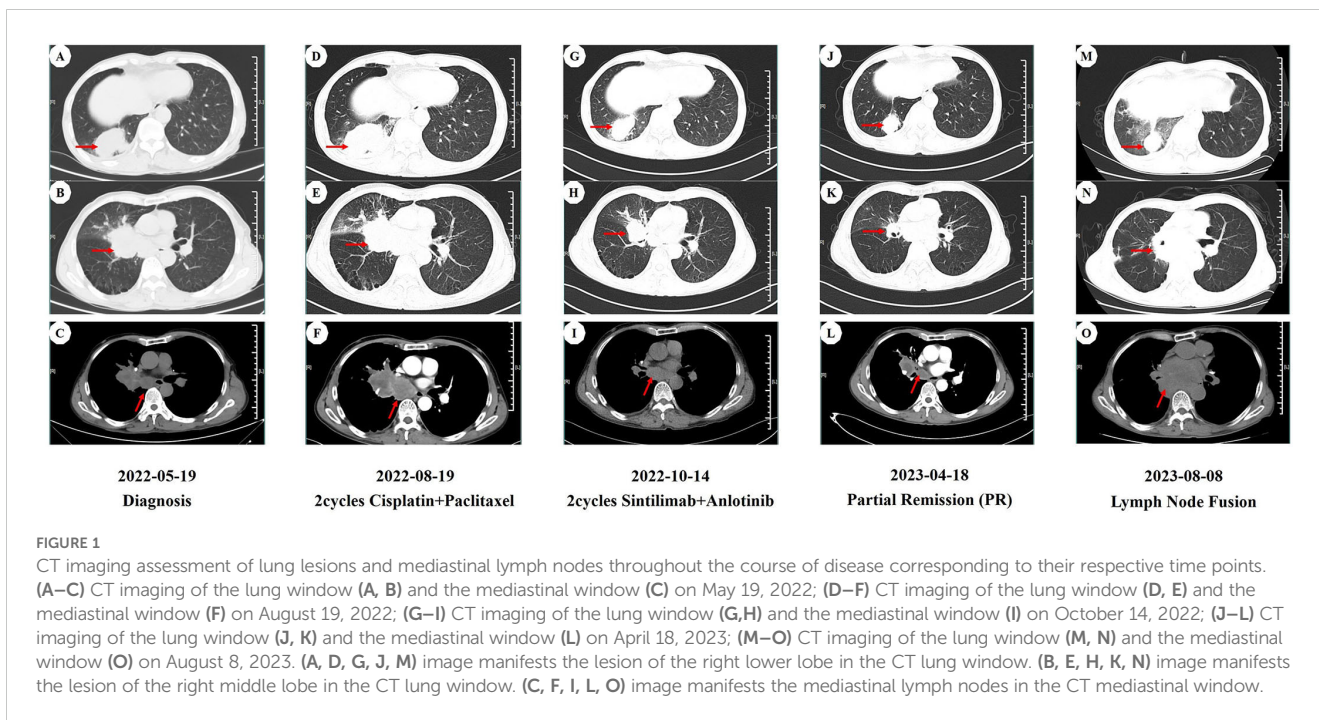 A
D
G
J
M
B
E
H
K
N
C
F
I
L
O
2022-05-19
Diagnosis
2022-08-19
2cycles Cisplatin+Paclitaxel
2022-10-14
2cycles Sintilimab+Anlotinib
2023-04-18
Partial Remission (PR)
2023-08-08
Lymph Node Fusion
FIGURE 1
CT imaging assessment of lung lesions and mediastinal lymph nodes throughout the course of disease corresponding to their respective time points.
(A–C) CT imaging of the lung window (A, B) and the mediastinal window (C) on May 19, 2022; (D–F) CT imaging of the lung window (D, E) and the
mediastinal window (F) on August 19, 2022; (G–I) CT imaging of the lung window (G,H) and the mediastinal window (I) on October 14, 2022; (J–L) CT
imaging of the lung window (J, K) and the mediastinal window (L) on April 18, 2023; (M–O) CT imaging of the lung window (M, N) and the mediastinal
window (O) on August 8, 2023. (A, D, G, J, M) image manifests the lesion of the right lower lobe in the CT lung window. (B, E, H, K, N) image manifests
the lesion of the right middle lobe in the CT lung window. (C, F, I, L, O) image manifests the mediastinal lymph nodes in the CT mediastinal window.